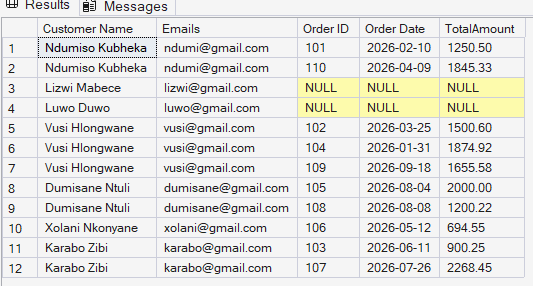 Results Messages
Customer Name Emails Order ID Order Date TotalAmount
1 Ndumiso Kubheka ndumi@gmail.com 101 2026-02-10 1250.50
2 Ndumiso Kubheka ndumi@gmail.com 110 2026-04-09 1845.33
3 Lizwi Mabece lizwi@gmail.com NULL NULL NULL
4 Luwo Duwo luwo@gmail.com NULL NULL NULL
5 Vusi Hlongwane vusi@gmail.com 102 2026-03-25 1500.60
6 Vusi Hlongwane vusi@gmail.com 104 2026-01-31 1874.92
7 Vusi Hlongwane vusi@gmail.com 109 2026-09-18 1655.58
8 Dumisane Ntuli dumisane@gmail.com 105 2026-08-04 2000.00
9 Dumisane Ntuli dumisane@gmail.com 108 2026-08-08 1200.22
10 Xolani Nkonyane xolani@gmail.com 106 2026-05-12 694.55
11 Karabo Zibi karabo@gmail.com 103 2026-06-11 900.25
12 Karabo Zibi karabo@gmail.com 107 2026-07-26 2268.45